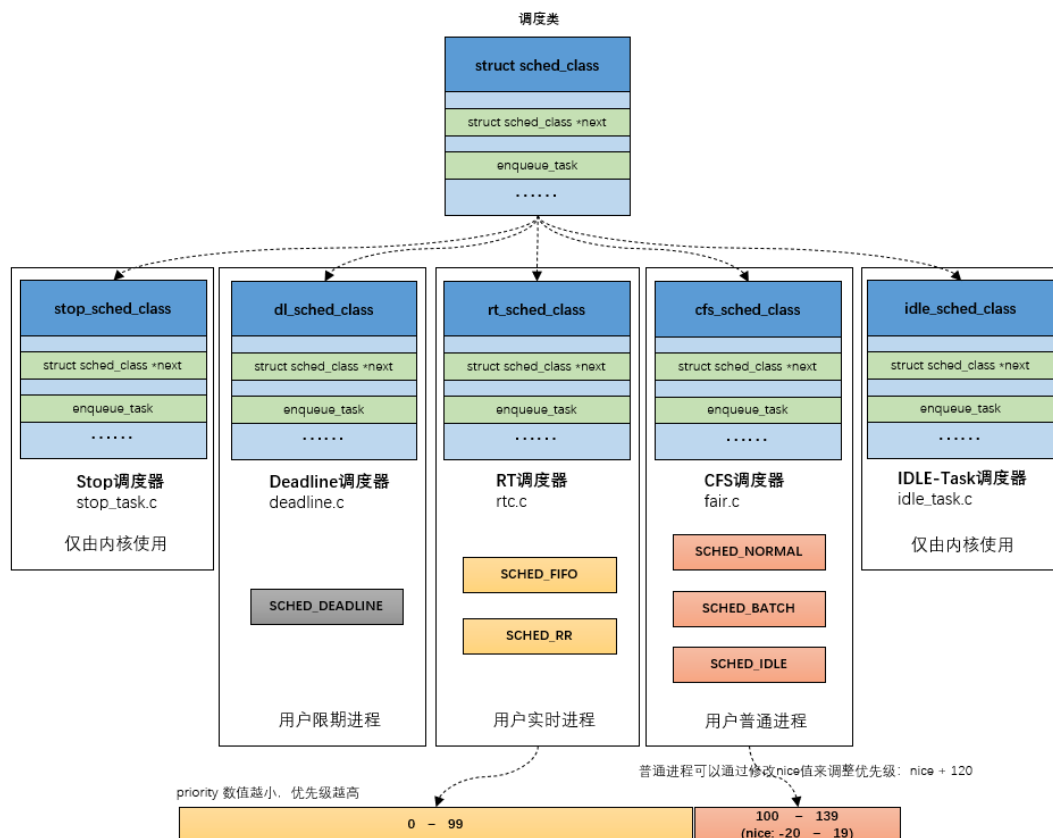 调度类
struct sched_class
struct sched_class *next
enqueue_task
······
stop_sched_class
struct sched_class *next
enqueue_task
······
Stop调度器
stop_task.c
仅由内核使用
dl_sched_class
struct sched_class *next
enqueue_task
······
Deadline调度器
deadline.c
SCHED_DEADLINE
用户限期进程
rt_sched_class
struct sched_class *next
enqueue_task
······
RT调度器
rtc.c
SCHED_FIFO
SCHED_RR
用户实时进程
cfs_sched_class
struct sched_class *next
enqueue_task
······
CFS调度器
fair.c
SCHED_NORMAL
SCHED_BATCH
SCHED_IDLE
用户普通进程
idle_sched_class
struct sched_class *next
enqueue_task
······
IDLE-Task调度器
idle_task.c
仅由内核使用
普通进程可以通过修改nice值来调整优先级：nice + 120
priority 数值越小，优先级越高
0 – 99
100 – 139
(nice: -20 – 19)